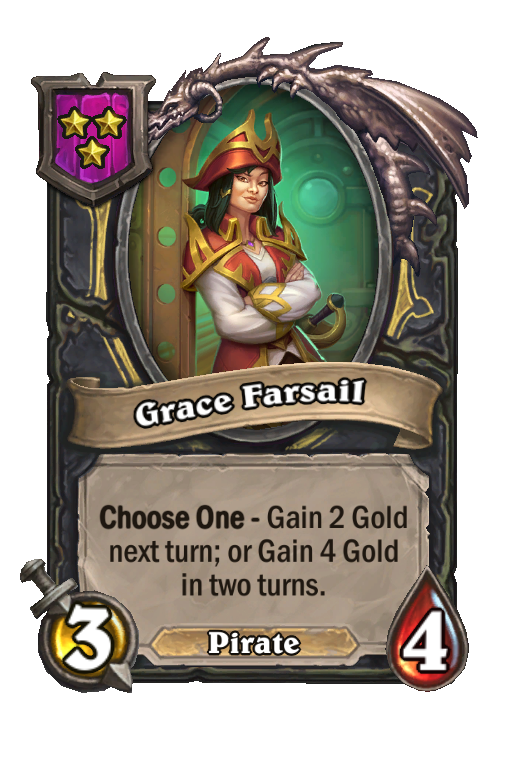 Grace Farsail
Choose One - Gain 2 Gold
next turn; or Gain 4 Gold
in two turns.
3
Pirate
4